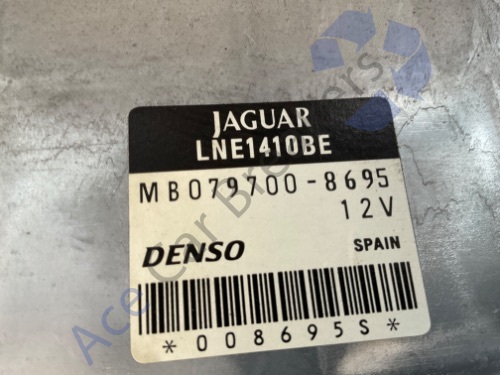 JAGUAR
LNE1410BE
MB079700-8695
12V
DENSO SPAIN
*008695S*
Ace Car Breakers